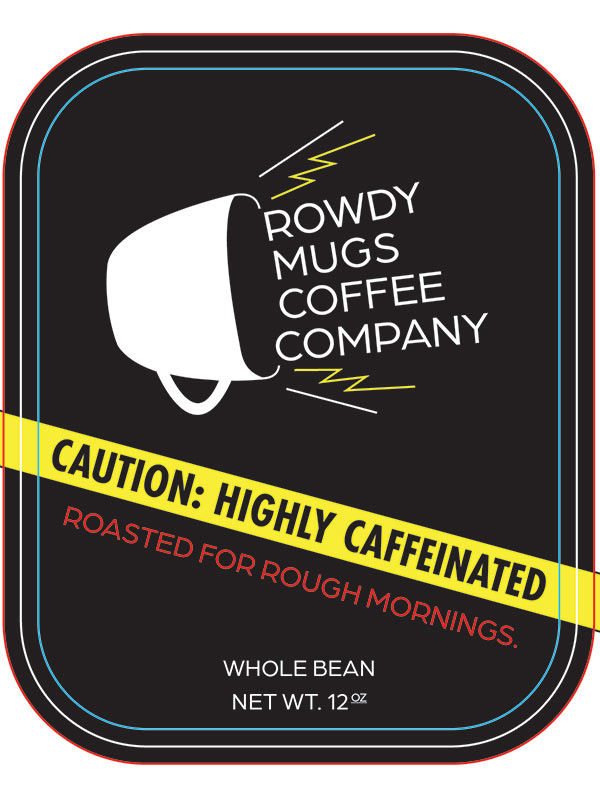 ROWDY
MUGS
COFFEE
COMPANY
CAUTION: HIGHLY CAFFEINATED
ROASTED FOR ROUGH MORNINGS.
WHOLE BEAN
NET WT. 12 OZ